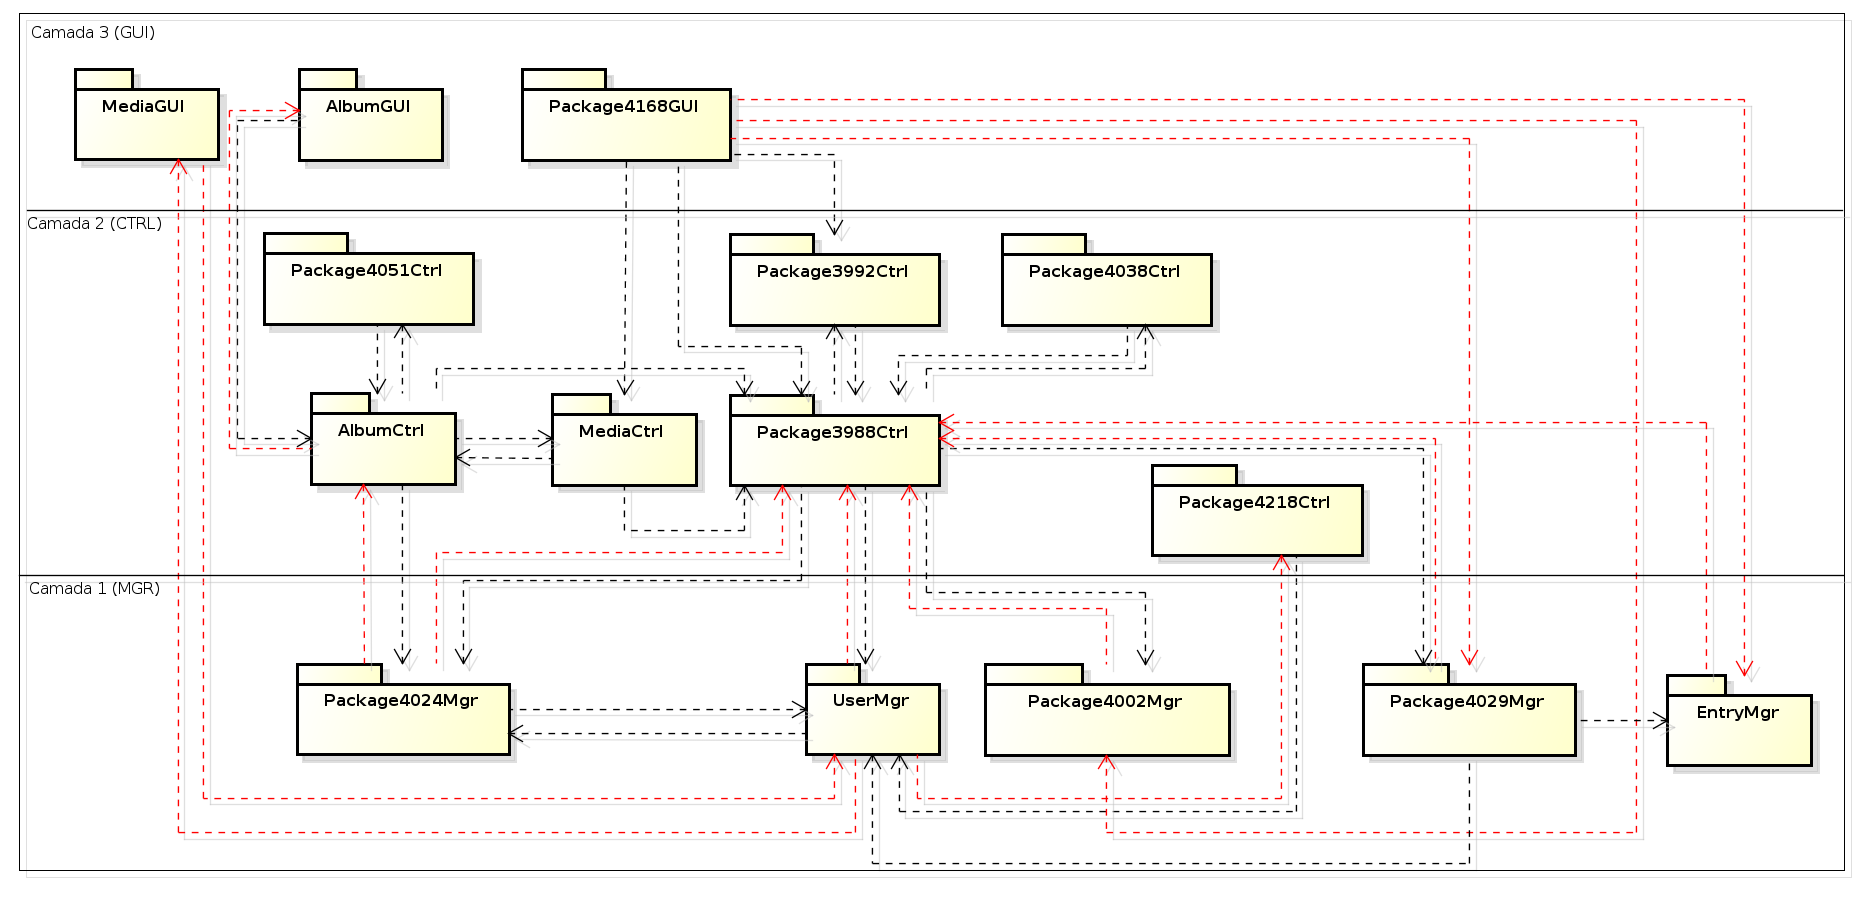 Camada 3 (GUI)
MediaGUI
AlbumGUI
Package4168GUI
Camada 2 (CTRL)
Package4051Ctrl
Package3992Ctrl
Package4038Ctrl
AlbumCtrl
MediaCtrl
Package3988Ctrl
Package4218Ctrl
Camada 1 (MGR)
Package4024Mgr
UserMgr
Package4002Mgr
Package4029Mgr
EntryMgr